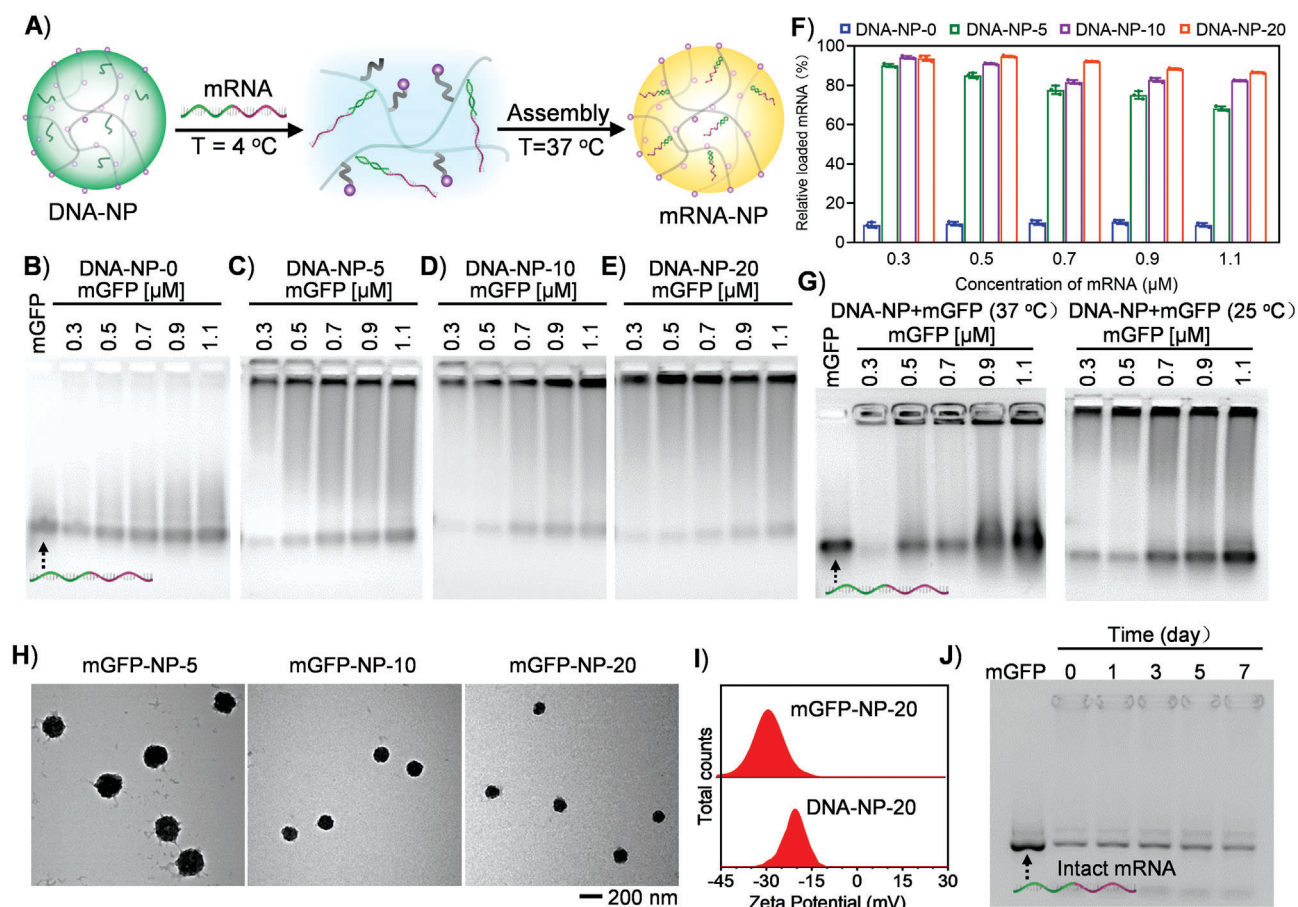 A)
mRNA
T = 4 °C
Assembly
T=37 °C
DNA-NP
mRNA-NP
B)
DNA-NP-0
mGFP [µM]
mGFP
0.3
0.5
0.7
0.9
1.1
C)
DNA-NP-5
mGFP [µM]
0.3
0.5
0.7
0.9
1.1
D)
DNA-NP-10
mGFP [µM]
0.3
0.5
0.7
0.9
1.1
E)
DNA-NP-20
mGFP [µM]
0.3
0.5
0.7
0.9
1.1
F)
DNA-NP-0 DNA-NP-5 DNA-NP-10 DNA-NP-20
Relative loaded mRNA (%)
100
80
60
40
20
0
0.3 0.5 0.7 0.9 1.1
Concentration of mRNA (µM)
G)
DNA-NP+mGFP (37 °C)
mGFP [µM]
mGFP
0.3
0.5
0.7
0.9
1.1
DNA-NP+mGFP (25 °C)
mGFP [µM]
0.3
0.5
0.7
0.9
1.1
H)
mGFP-NP-5
mGFP-NP-10
mGFP-NP-20
200 nm
I)
Total counts
mGFP-NP-20
DNA-NP-20
-45 -30 -15 0 15 30
Zeta Potential (mV)
J)
Time (day)
mGFP 0 1 3 5 7
Intact mRNA